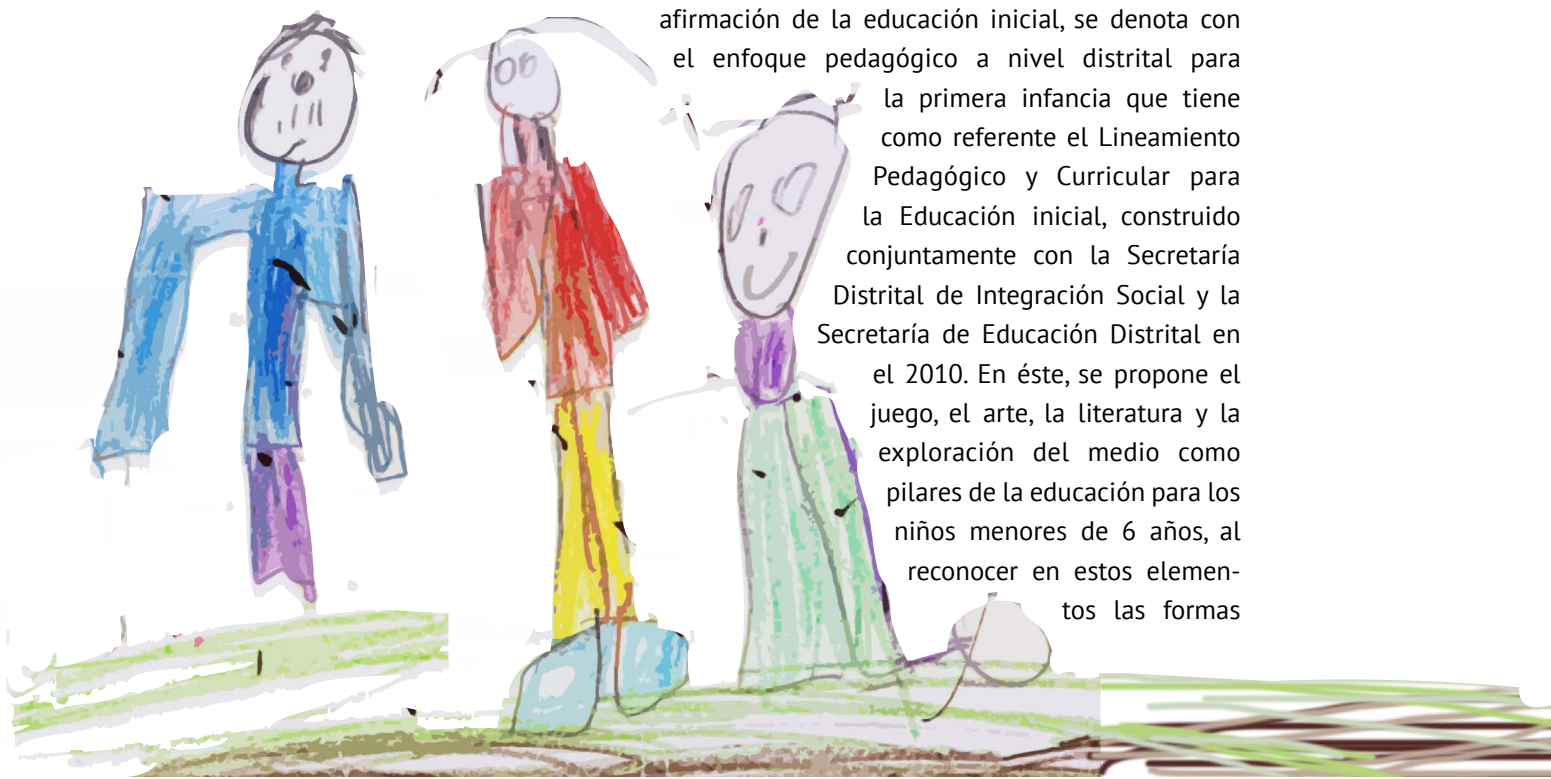 afirmación de la educación inicial, se denota con
el enfoque pedagógico a nivel distrital para
la primera infancia que tiene
como referente el Lineamiento
Pedagógico y Curricular para
la Educación inicial, construido
conjuntamente con la Secretaría
Distrital de Integración Social y la
Secretaría de Educación Distrital en
el 2010. En éste, se propone el
juego, el arte, la literatura y la
exploración del medio como
pilares de la educación para los
niños menores de 6 años, al
reconocer en estos elemen-
tos las formas